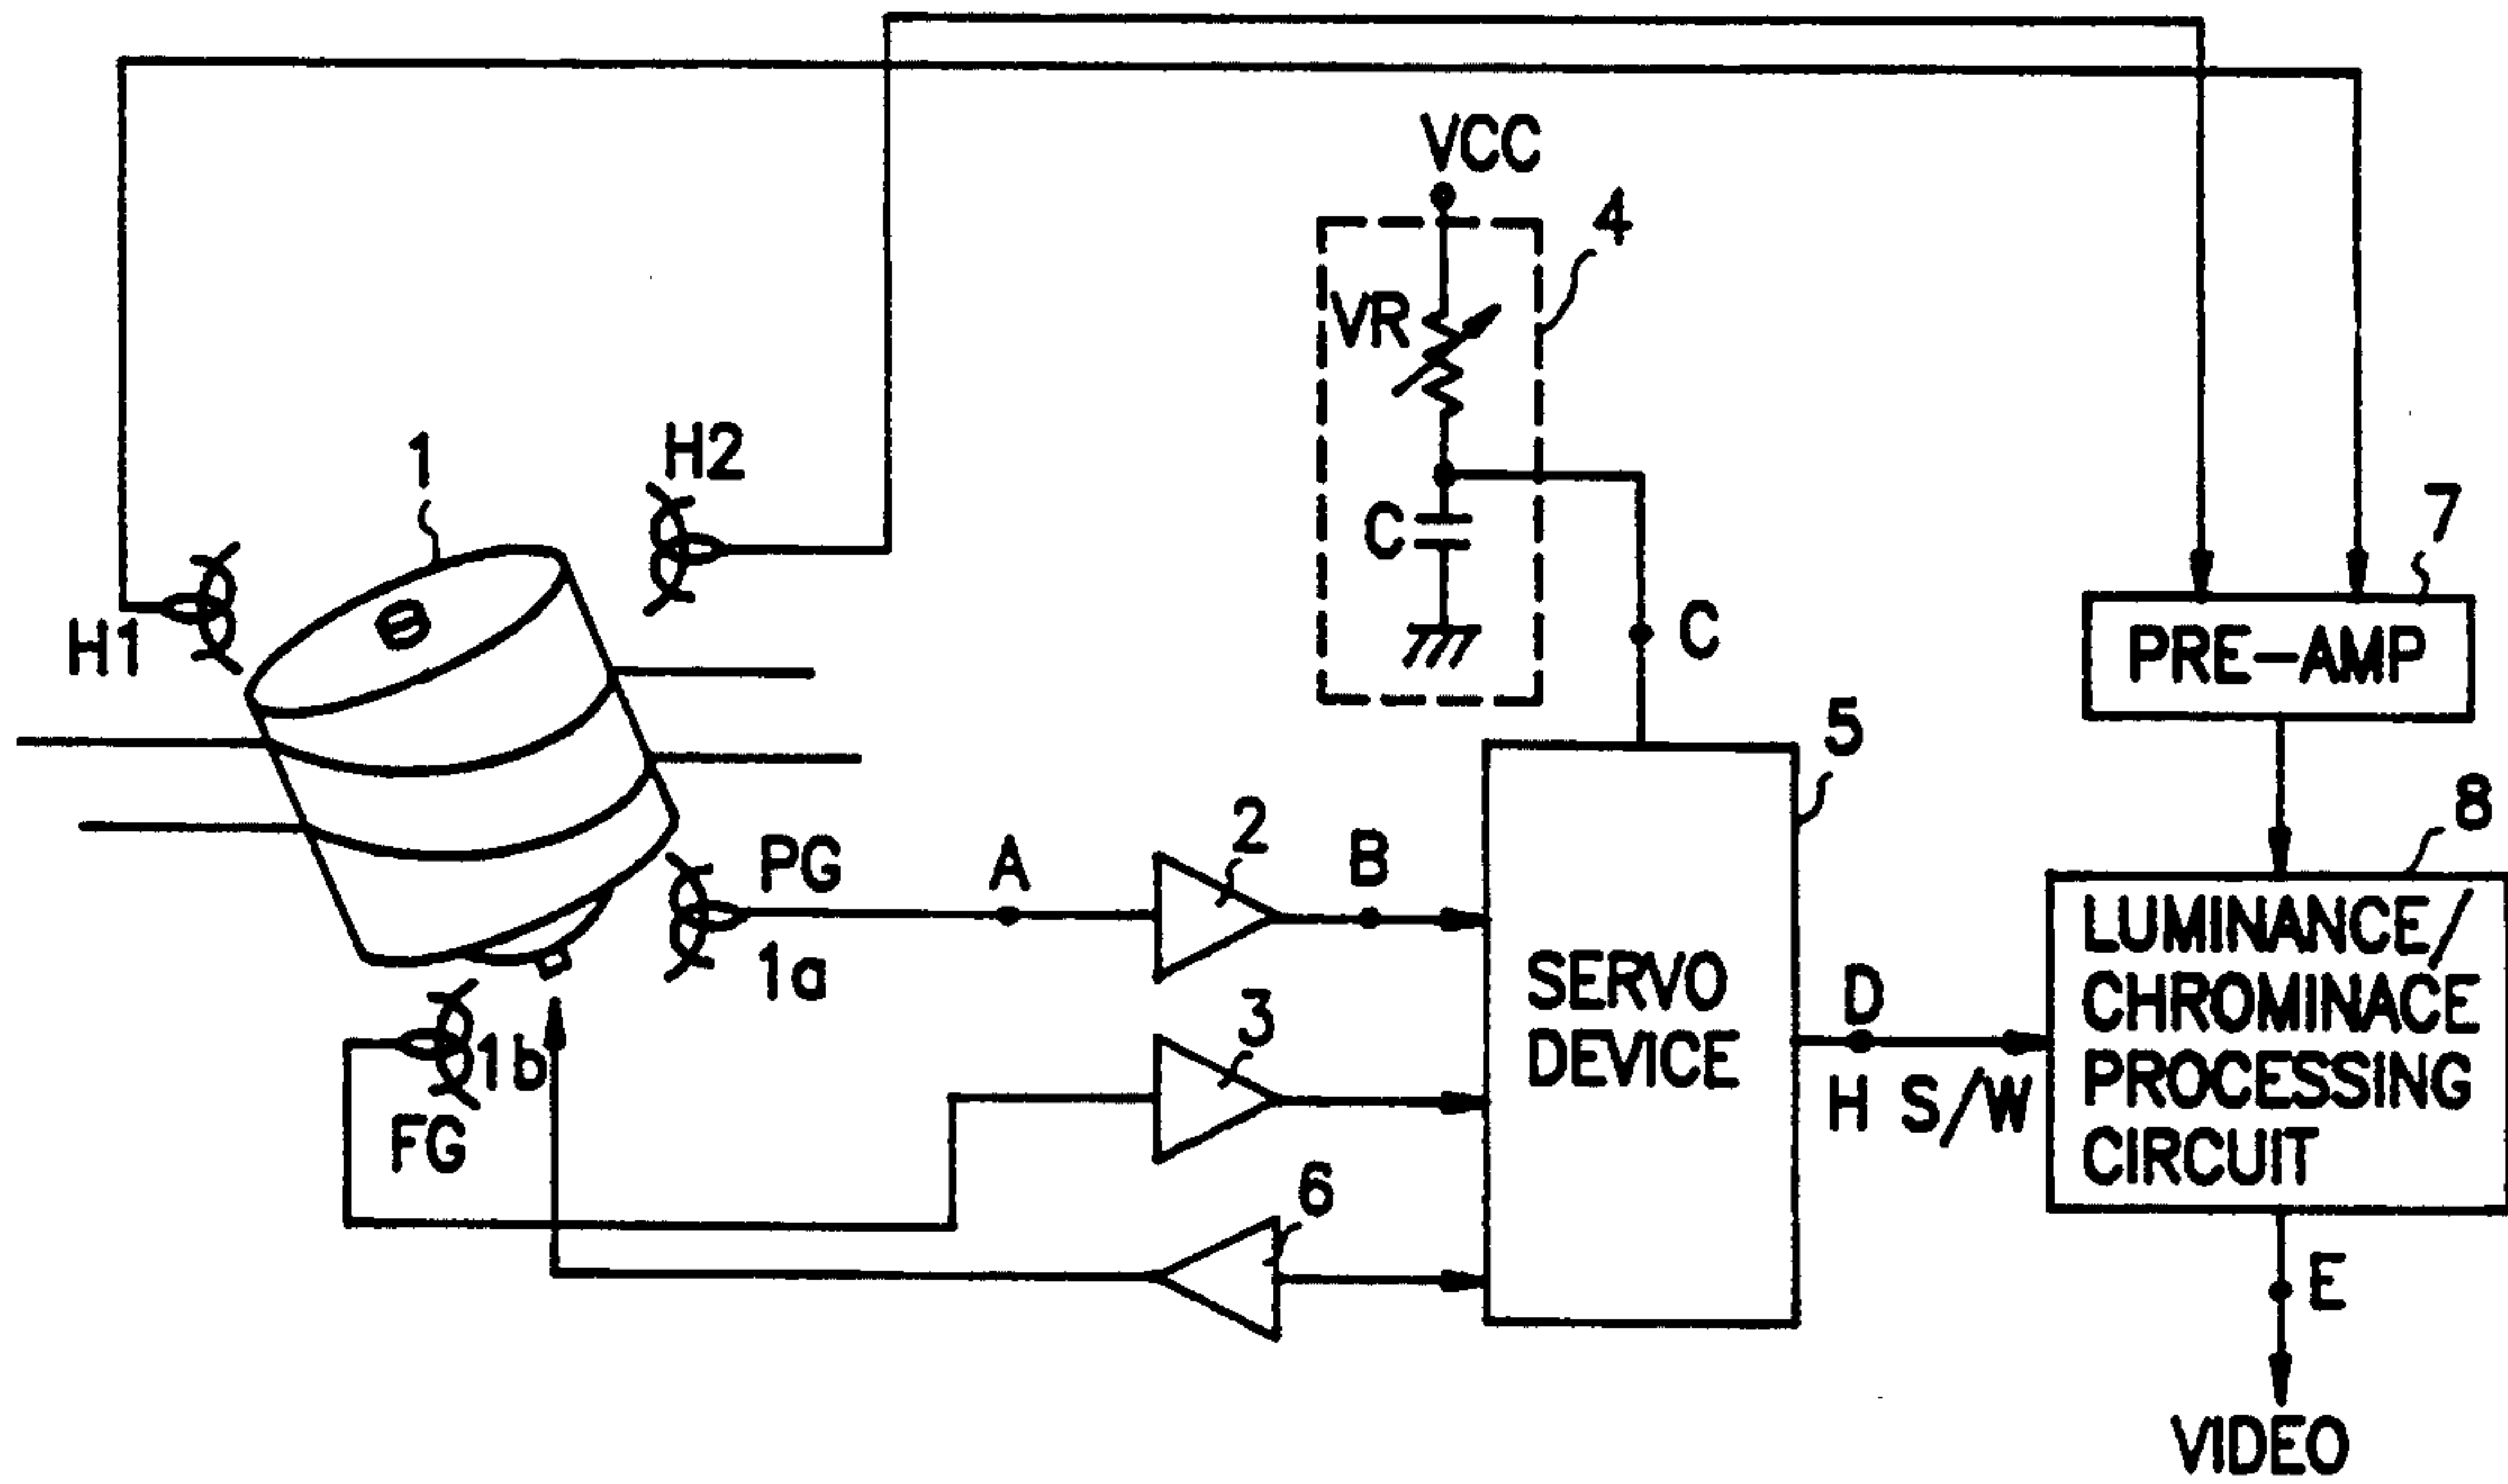 VCC
4
VR
1
H2
C
7
H1
C
PRE-AMP
5
8
2
PG
A
B
LUMINANCE/
CHROMINACE
PROCESSING
CIRCUIT
1a
SERVO
DEVICE
D
3
1b
H S/W
FG
6
E
VIDEO